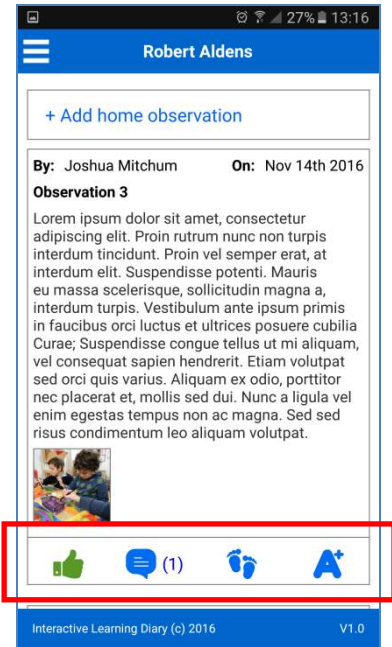 27% 13:16
Robert Aldens
+ Add home observation
By: Joshua Mitchum On: Nov 14th 2016
Observation 3
Lorem ipsum dolor sit amet, consectetur
adipiscing elit. Proin rutrum nunc non turpis
interdum tincidunt. Proin vel semper erat, at
interdum elit. Suspendisse potenti. Mauris
eu massa scelerisque, sollicitudin magna a,
interdum turpis. Vestibulum ante ipsum primis
in faucibus orci luctus et ultrices posuere cubilia
Curae; Suspendisse congue tellus ut mi aliquam,
vel consequat sapien hendrerit. Etiam volutpat
sed orci quis varius. Aliquam ex odio, porttitor
nec placerat et, mollis sed dui. Nunc a ligula vel
enim egestas tempus non ac magna. Sed sed
risus condimentum leo aliquam volutpat.
(1) A+
Interactive Learning Diary (c) 2016 V1.0